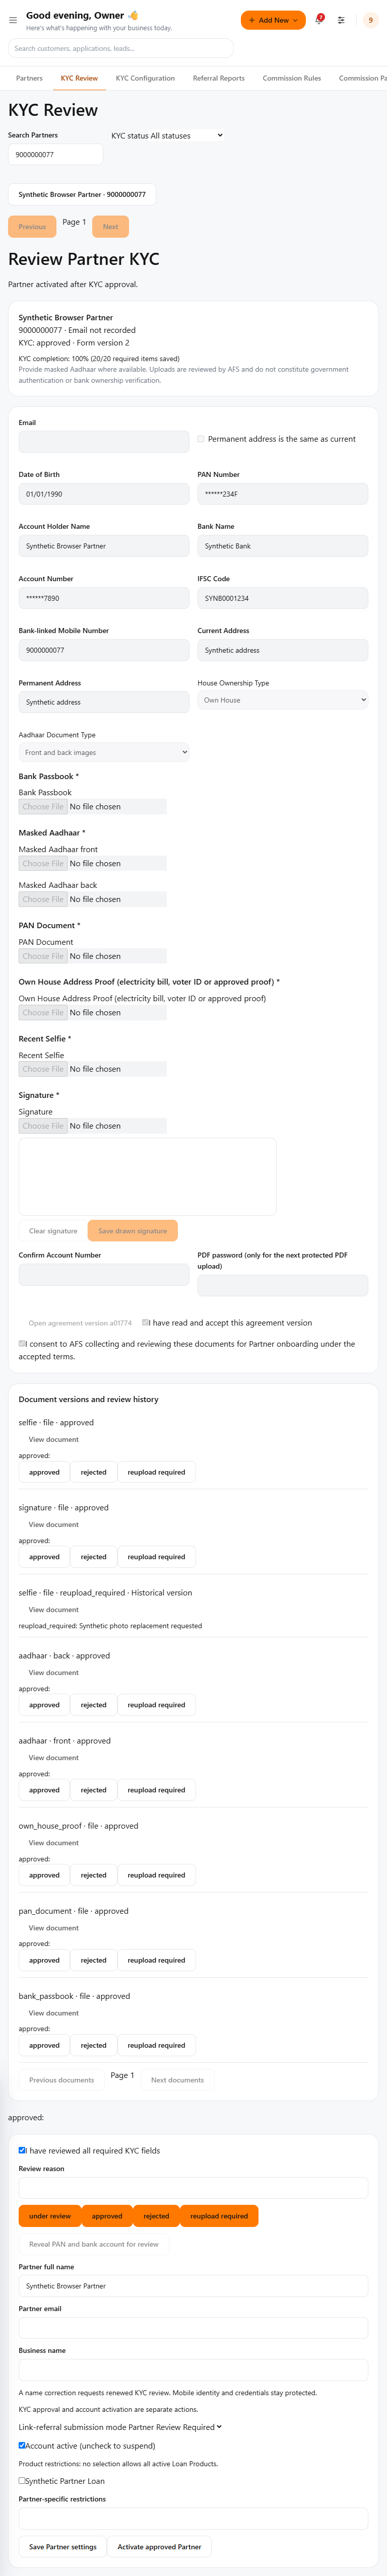 Good evening, Owner 👋
Here's what's happening with your business today.
Add New
7
9
Search customers, applications, leads...
Partners
KYC Review
KYC Configuration
Referral Reports
Commission Rules
Commission Pa
KYC Review
Search Partners
KYC status All statuses
9000000077
Synthetic Browser Partner · 9000000077
Previous
Page 1
Next
Review Partner KYC
Partner activated after KYC approval.
Synthetic Browser Partner
9000000077 · Email not recorded
KYC: approved · Form version 2
KYC completion: 100% (20/20 required items saved)
Provide masked Aadhaar where available. Uploads are reviewed by AFS and do not constitute government
authentication or bank ownership verification.
Email
Permanent address is the same as current
Date of Birth
PAN Number
01/01/1990
******234F
Account Holder Name
Bank Name
Synthetic Browser Partner
Synthetic Bank
Account Number
IFSC Code
******7890
SYNB0001234
Bank-linked Mobile Number
Current Address
9000000077
Synthetic address
Permanent Address
House Ownership Type
Synthetic address
Own House
Aadhaar Document Type
Front and back images
Bank Passbook *
Bank Passbook
Choose File No file chosen
Masked Aadhaar *
Masked Aadhaar front
Choose File No file chosen
Masked Aadhaar back
Choose File No file chosen
PAN Document *
PAN Document
Choose File No file chosen
Own House Address Proof (electricity bill, voter ID or approved proof) *
Own House Address Proof (electricity bill, voter ID or approved proof)
Choose File No file chosen
Recent Selfie *
Recent Selfie
Choose File No file chosen
Signature *
Signature
Choose File No file chosen
Clear signature
Save drawn signature
Confirm Account Number
PDF password (only for the next protected PDF
upload)
Open agreement version a01774
I have read and accept this agreement version
I consent to AFS collecting and reviewing these documents for Partner onboarding under the
accepted terms.
Document versions and review history
selfie · file · approved
View document
approved:
approved
rejected
reupload required
signature · file · approved
View document
approved:
approved
rejected
reupload required
selfie · file · reupload_required · Historical version
View document
reupload_required: Synthetic photo replacement requested
aadhaar · back · approved
View document
approved:
approved
rejected
reupload required
aadhaar · front · approved
View document
approved:
approved
rejected
reupload required
own_house_proof · file · approved
View document
approved:
approved
rejected
reupload required
pan_document · file · approved
View document
approved:
approved
rejected
reupload required
bank_passbook · file · approved
View document
approved:
approved
rejected
reupload required
Previous documents
Page 1
Next documents
approved:
I have reviewed all required KYC fields
Review reason
under review
approved
rejected
reupload required
Reveal PAN and bank account for review
Partner full name
Synthetic Browser Partner
Partner email
Business name
A name correction requests renewed KYC review. Mobile identity and credentials stay protected.
KYC approval and account activation are separate actions.
Link-referral submission mode Partner Review Required
Account active (uncheck to suspend)
Product restrictions: no selection allows all active Loan Products.
Synthetic Partner Loan
Partner-specific restrictions
Save Partner settings
Activate approved Partner